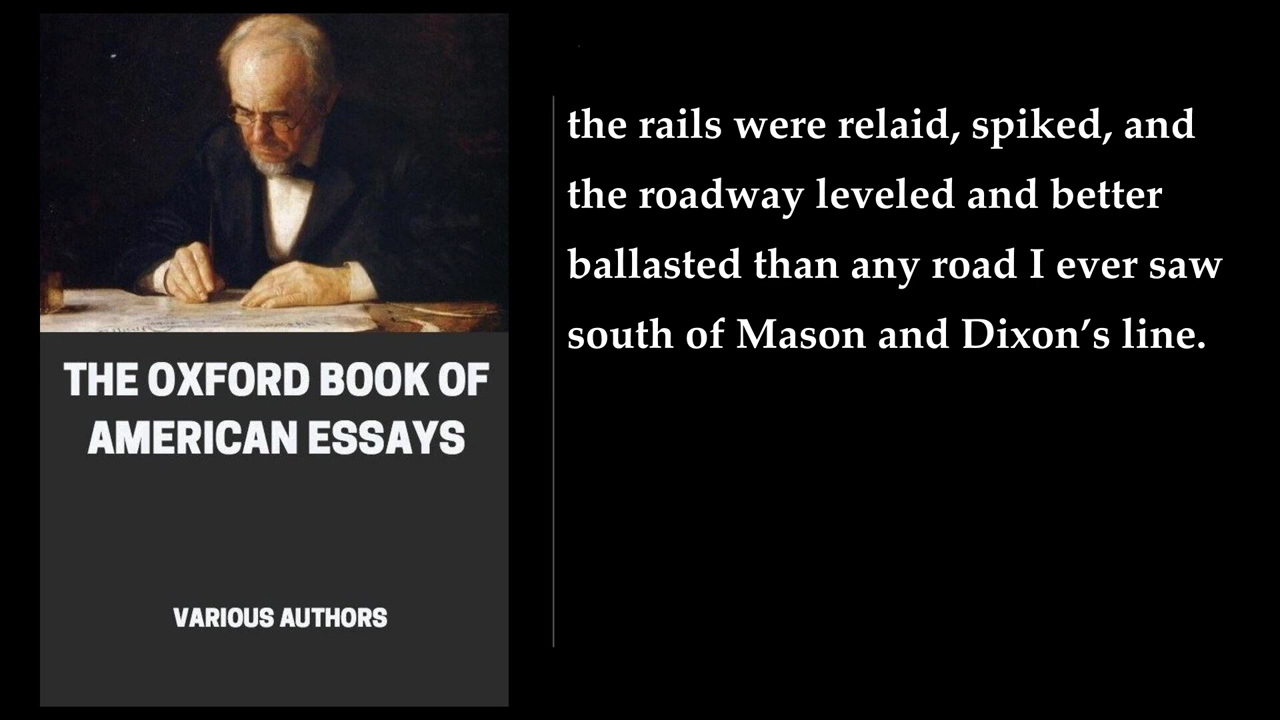 THE OXFORD BOOK OF
AMERICAN ESSAYS
VARIOUS AUTHORS
the rails were relaid, spiked, and
the roadway leveled and better
ballasted than any road I ever saw
south of Mason and Dixon’s line.